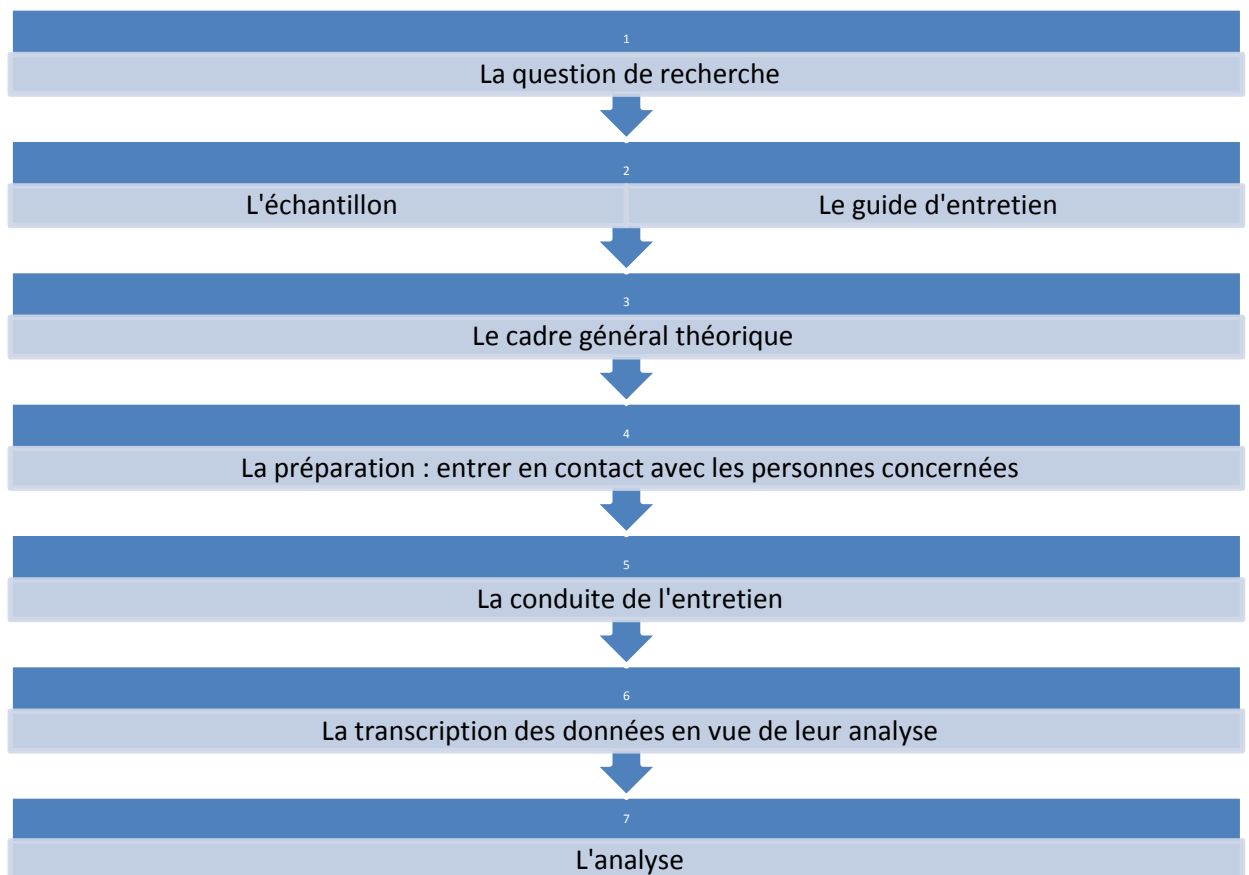 1
La question de recherche
2
L'échantillon
Le guide d'entretien
3
Le cadre général théorique
4
La préparation : entrer en contact avec les personnes concernées
5
La conduite de l'entretien
6
La transcription des données en vue de leur analyse
7
L'analyse